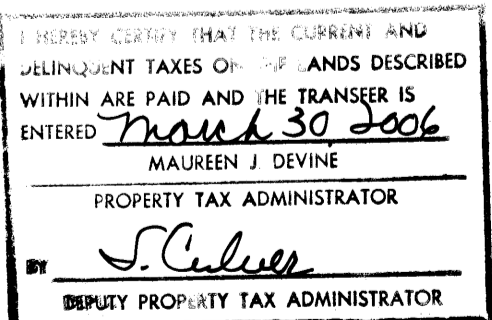 I HEREBY CERTIFY THAT THE CURRENT AND
DELINQUENT TAXES ON THE LANDS DESCRIBED
WITHIN ARE PAID AND THE TRANSFER IS
ENTERED March 30 2006
MAUREEN J. DEVINE
PROPERTY TAX ADMINISTRATOR
BY S. Culver
DEPUTY PROPERTY TAX ADMINISTRATOR